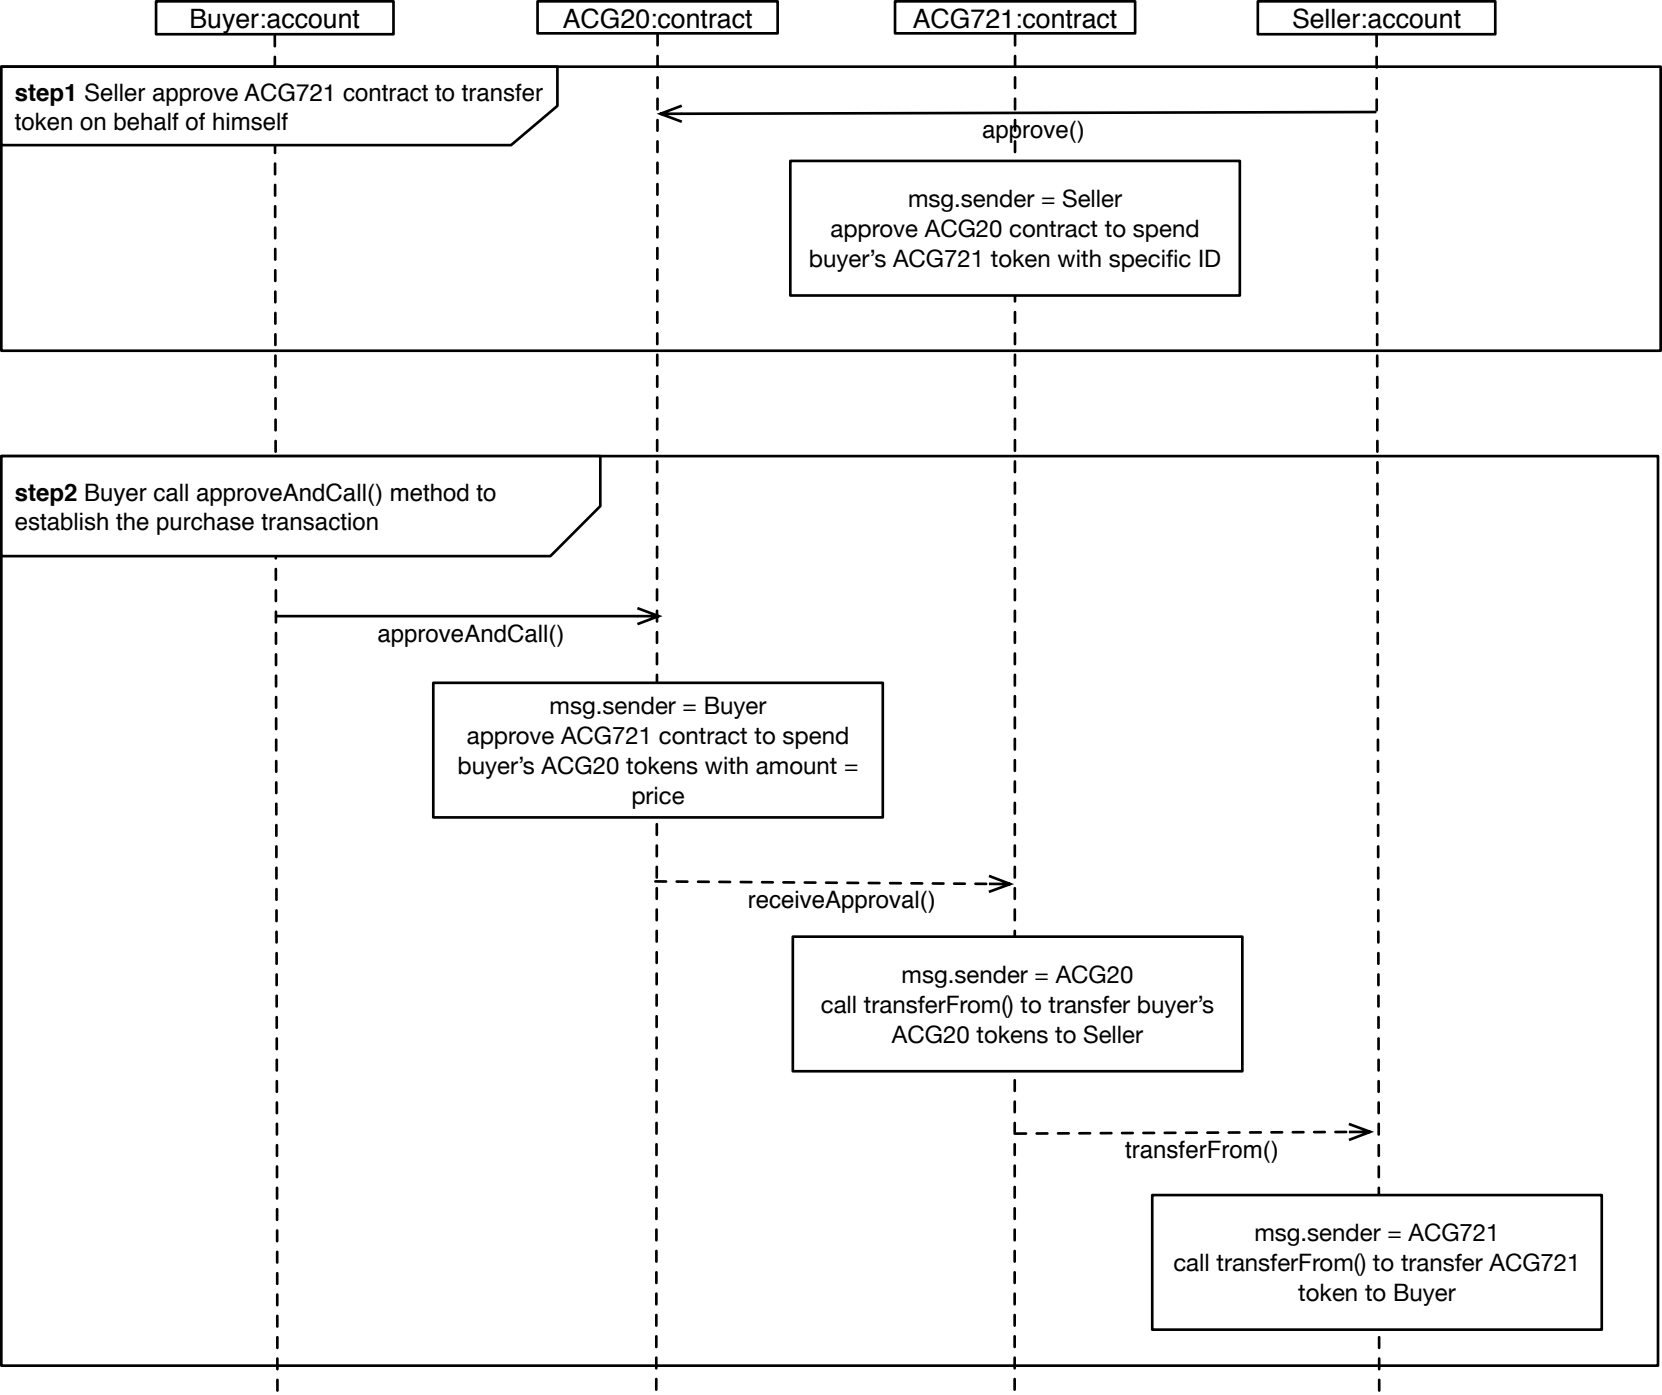 Buyer:account
ACG20:contract
ACG721:contract
Seller:account
step1 Seller approve ACG721 contract to transfer
token on behalf of himself
approve()
msg.sender = Seller
approve ACG20 contract to spend
buyer’s ACG721 token with specific ID
step2 Buyer call approveAndCall() method to
establish the purchase transaction
approveAndCall()
msg.sender = Buyer
approve ACG721 contract to spend
buyer’s ACG20 tokens with amount =
price
receiveApproval()
msg.sender = ACG20
call transferFrom() to transfer buyer’s
ACG20 tokens to Seller
transferFrom()
msg.sender = ACG721
call transferFrom() to transfer ACG721
token to Buyer